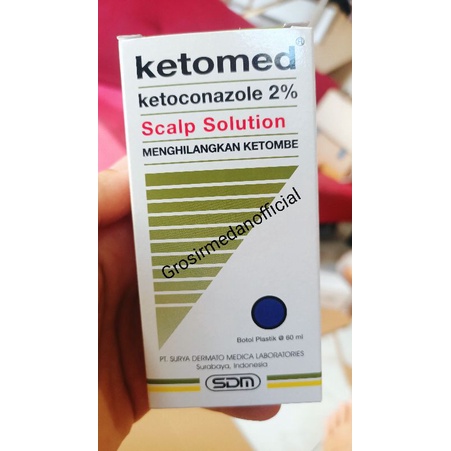 ketomed®
ketoconazole 2%
Scalp Solution
MENGHILANGKAN KETOMBE
Grosirmedanofficial
Botol Plastik @ 60 ml
PT. SURYA DERMATO MEDICA LABORATORIES
Surabaya, Indonesia
SDM